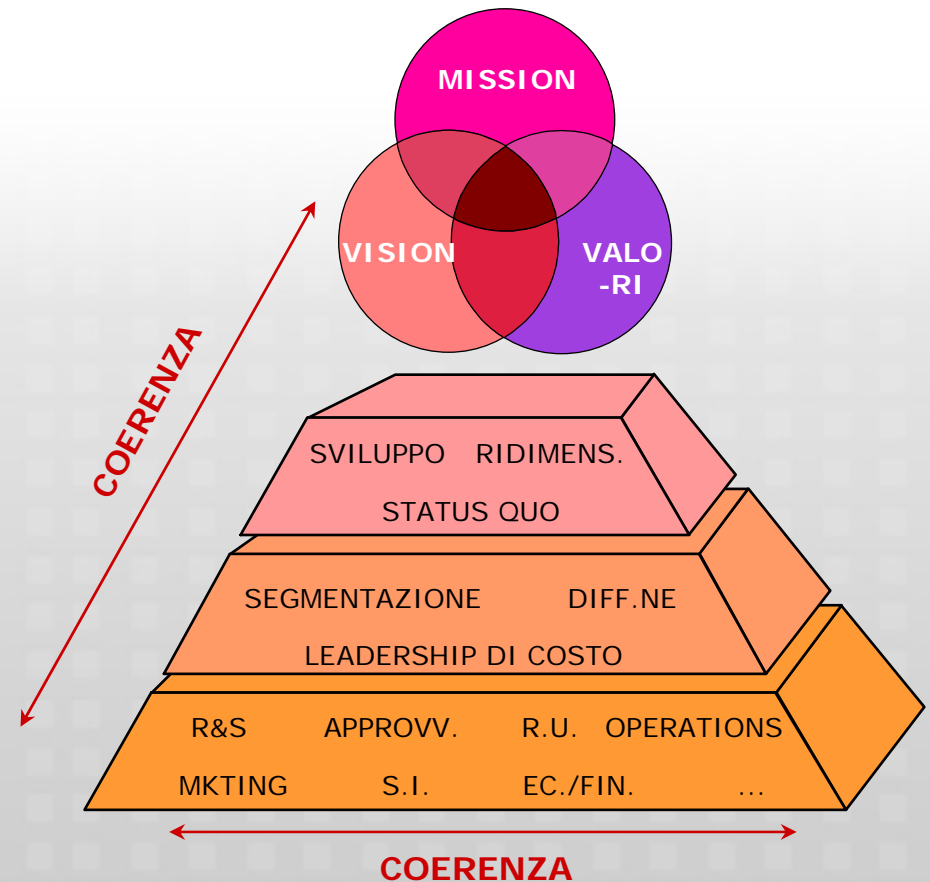 MISSION
VISION
VALO
-RI
COERENZA
SVILUPPO RIDIMENS.
STATUS QUO
SEGMENTAZIONE DIFF.NE
LEADERSHIP DI COSTO
R&S APPROVV. R.U. OPERATIONS
MKTING S.I. EC./FIN. ...
COERENZA